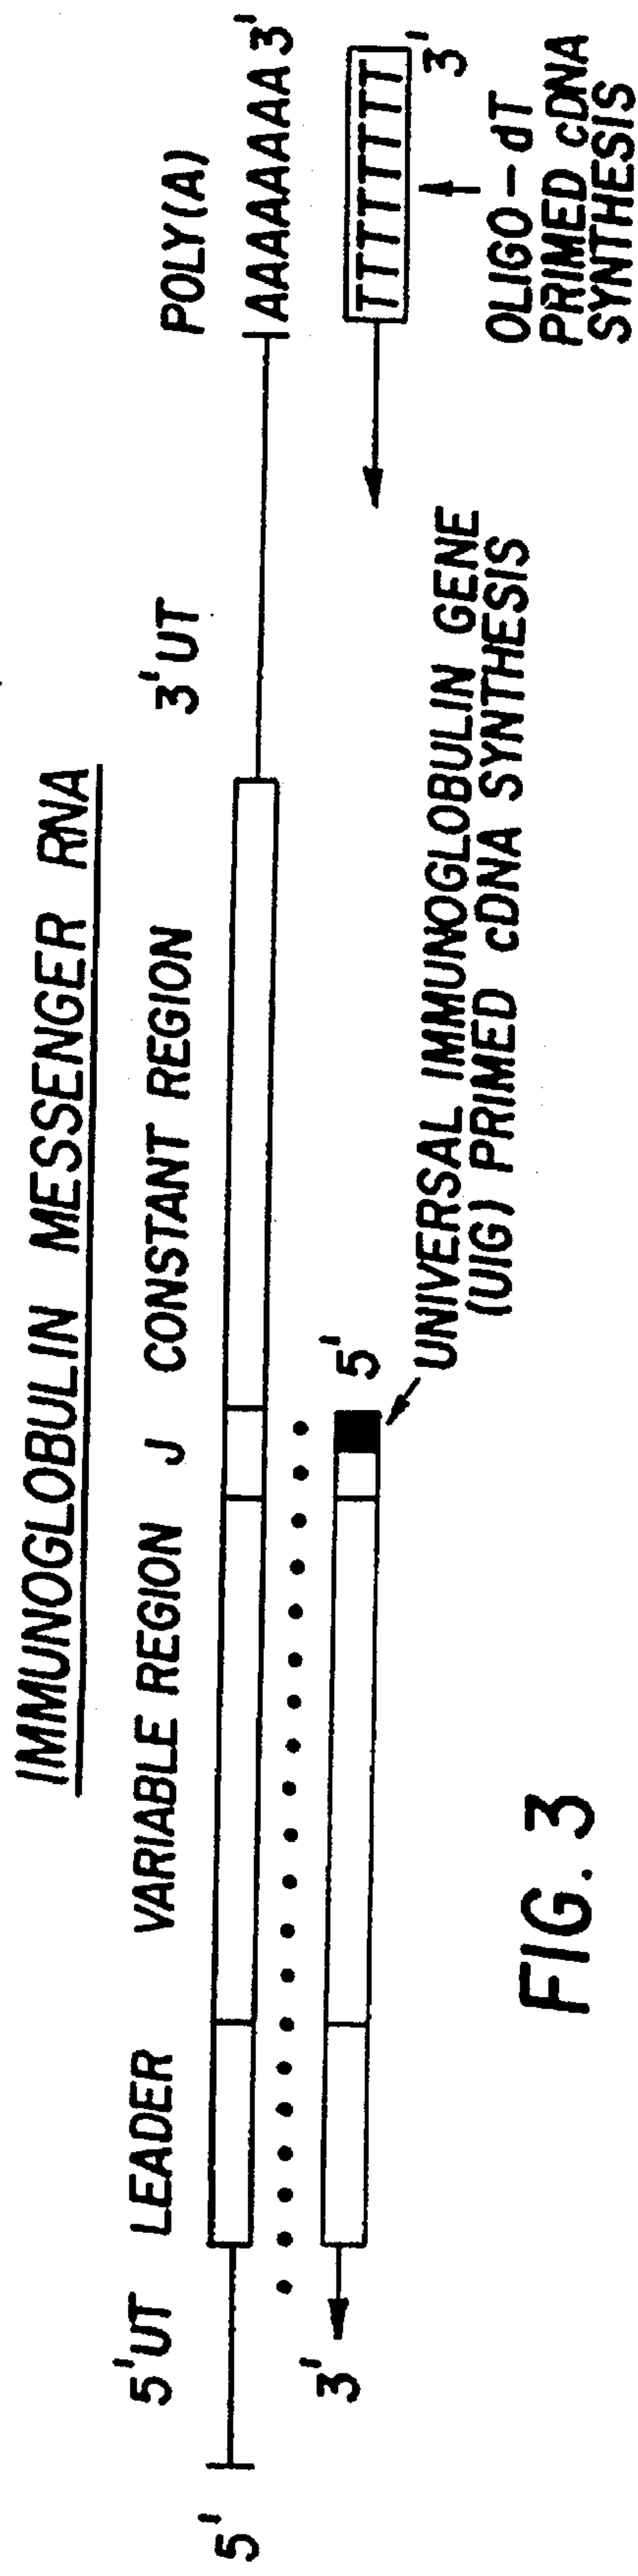 IMMUNOGLOBULIN MESSENGER RNA
5'UT LEADER VARIABLE REGION J CONSTANT REGION 3'UT POLY(A)
5' AAAAAAAA 3'
3' 5' TTTTTTTT 3'
UNIVERSAL IMMUNOGLOBULIN GENE
(UIG) PRIMED cDNA SYNTHESIS
OLIGO-dT
PRIMED cDNA
SYNTHESIS
FIG. 3